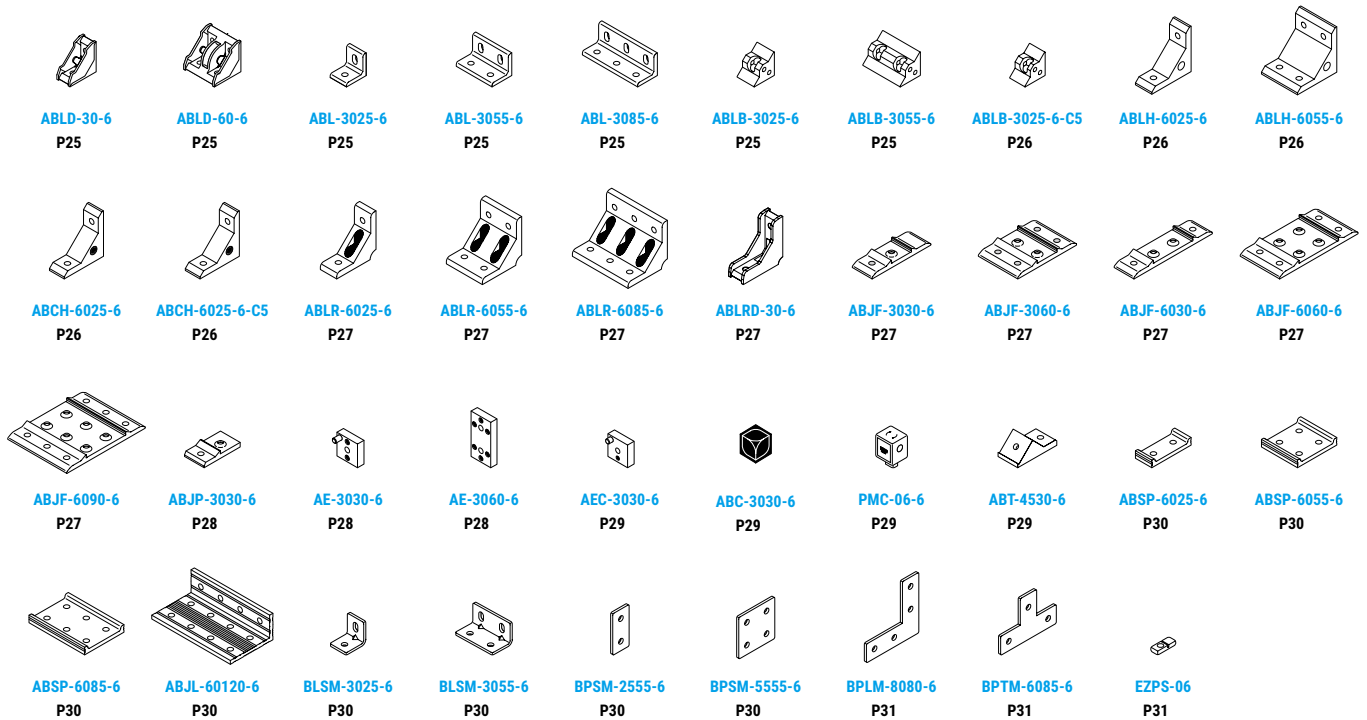 ABLD-30-6 ABLD-60-6 ABL-3025-6 ABL-3055-6 ABL-3085-6 ABLB-3025-6 ABLB-3055-6 ABLB-3025-6-C5 ABLH-6025-6 ABLH-6055-6
P25 P25 P25 P25 P25 P25 P25 P26 P26 P26
ABCH-6025-6 ABCH-6025-6-C5 ABLR-6025-6 ABLR-6055-6 ABLR-6085-6 ABLRD-30-6 ABJF-3030-6 ABJF-3060-6 ABJF-6030-6 ABJF-6060-6
P26 P26 P27 P27 P27 P27 P27 P27 P27 P27
ABJF-6090-6 ABJP-3030-6 AE-3030-6 AE-3060-6 AEC-3030-6 ABC-3030-6 PMC-06-6 ABT-4530-6 ABSP-6025-6 ABSP-6055-6
P27 P28 P28 P28 P29 P29 P29 P29 P30 P30
ABSP-6085-6 ABJL-60120-6 BLSM-3025-6 BLSM-3055-6 BPSM-2555-6 BPSM-5555-6 BPLM-8080-6 BPTM-6085-6 EZPS-06
P30 P30 P30 P30 P30 P30 P31 P31 P31